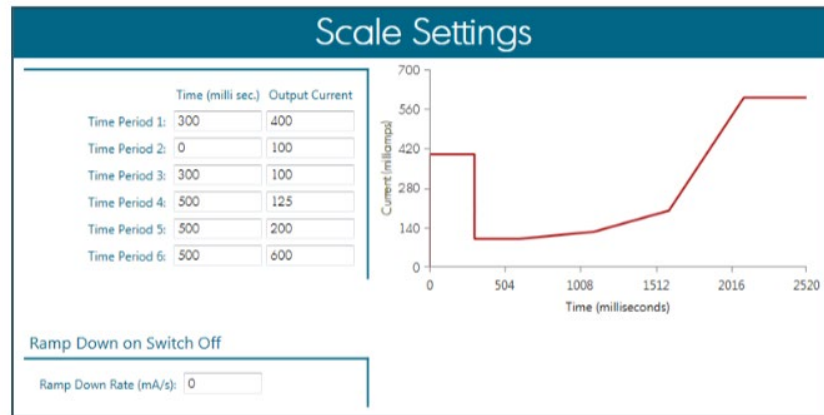 Scale Settings
Time (milli sec.) Output Current
Time Period 1: 300 400
Time Period 2: 0 100
Time Period 3: 300 100
Time Period 4: 500 125
Time Period 5: 500 200
Time Period 6: 500 600
Ramp Down on Switch Off
Ramp Down Rate (mA/s): 0
Current (milliamps)
700
560
420
280
140
0
0 504 1008 1512 2016 2520
Time (milliseconds)